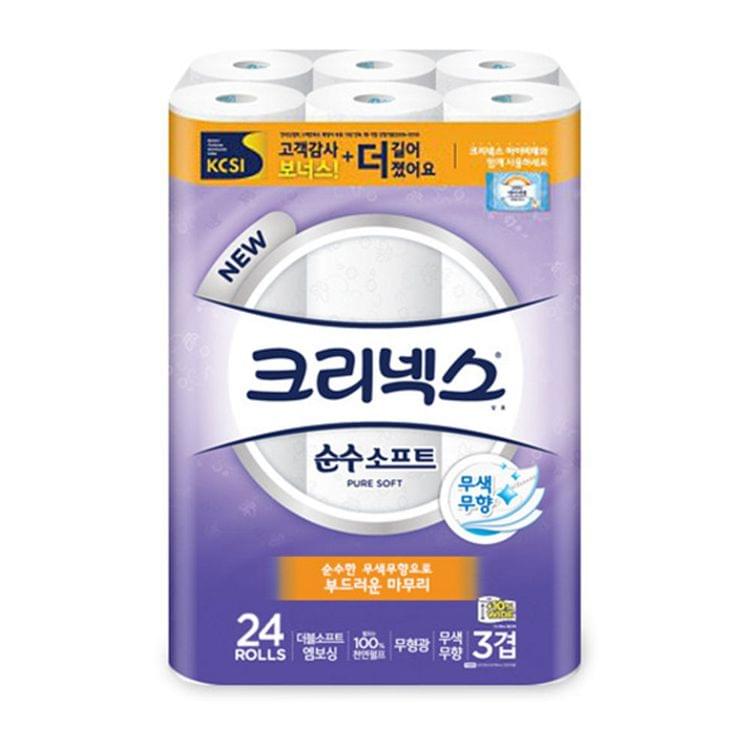 KCSI
고객감사
보너스!
+더
길어
졌어요
크리넥스 아이비데와
함께 사용하세요
NEW
크리넥스®
상표
순수소프트
PURE SOFT
무색
무향
순수한 무색무향으로
부드러운 마무리
24
ROLLS
더블소프트
엠보싱
100%
천연펄프
무형광
무색
무향
3겹